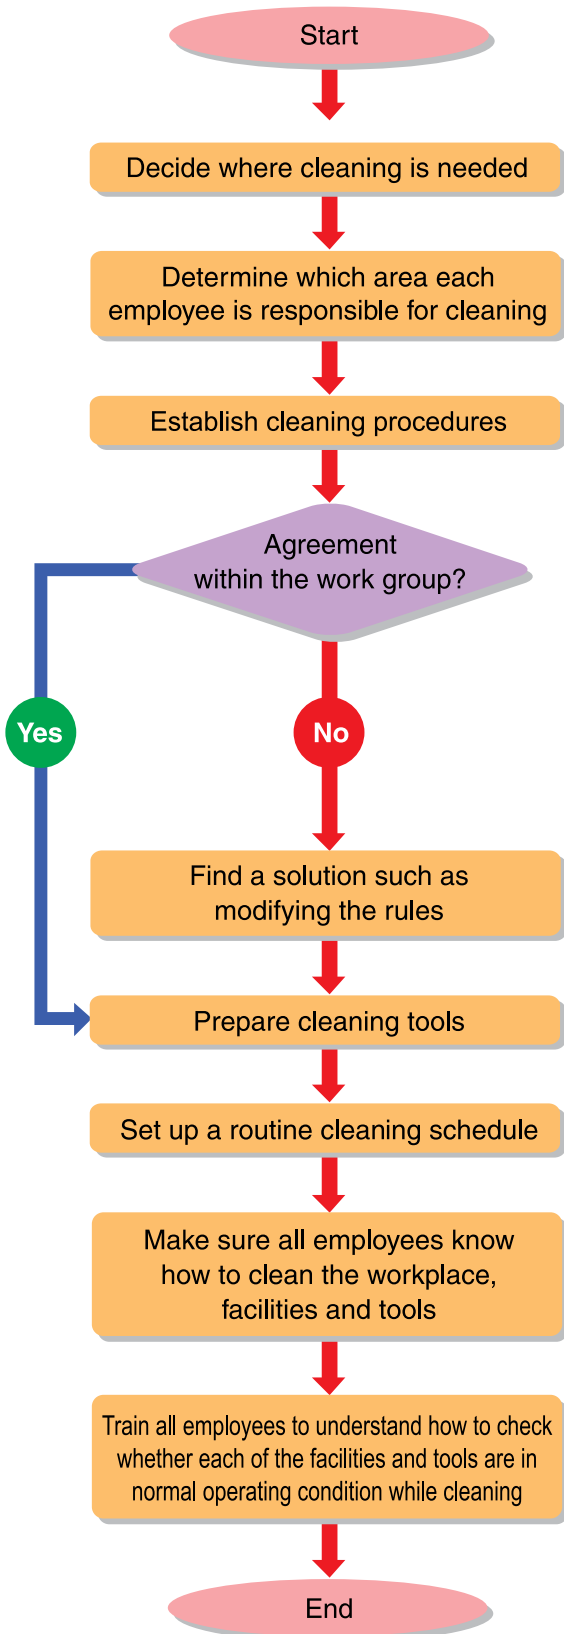 Start
Decide where cleaning is needed
Determine which area each
employee is responsible for cleaning
Establish cleaning procedures
Agreement
within the work group?
Yes
No
Find a solution such as
modifying the rules
Prepare cleaning tools
Set up a routine cleaning schedule
Make sure all employees know
how to clean the workplace,
facilities and tools
Train all employees to understand how to check
whether each of the facilities and tools are in
normal operating condition while cleaning
End